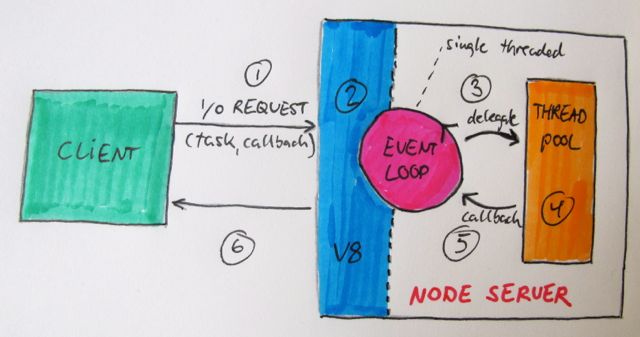 1
I/O REQUEST
(task, callback)
CLiENT
6
2
V8
EVENT
LOOP
single threaded
3
delegate
THREAD
pOOL
4
callback
5
NODE SERVER